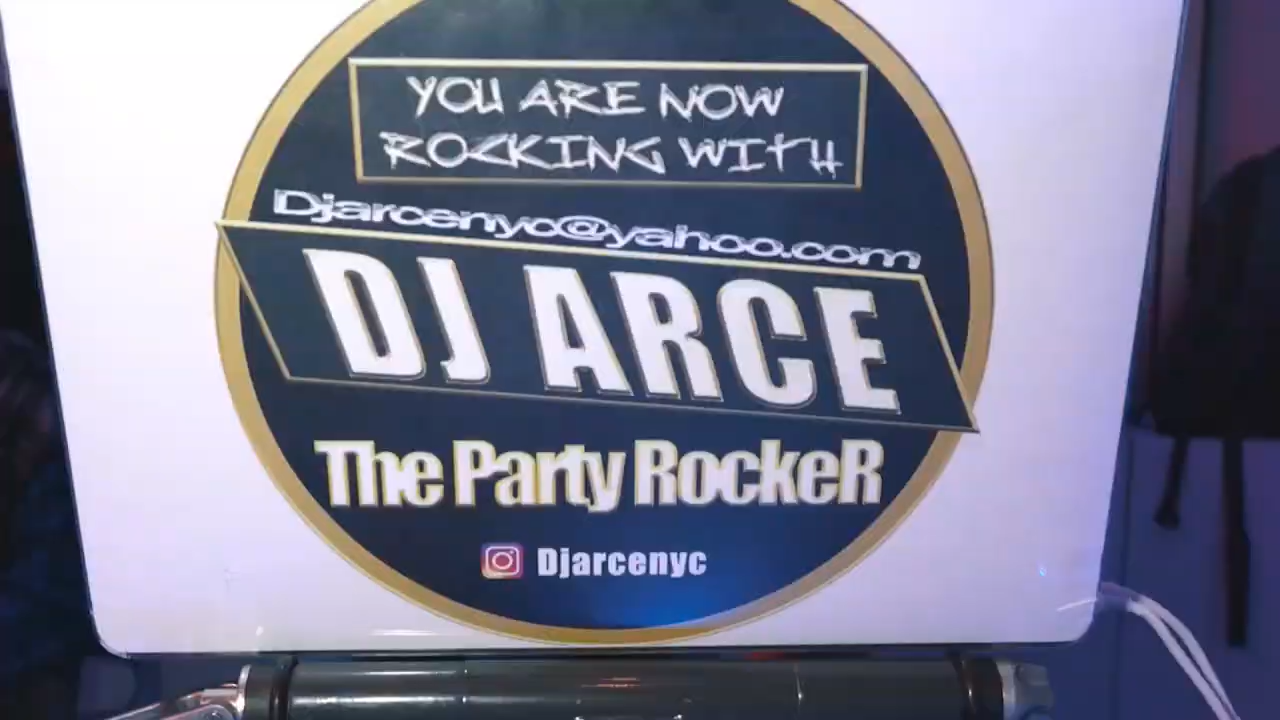 YOU ARE NOW
ROCKING WITH
Djarcenyc@yahoo.com
DJ ARCE
The Party RockeR
Djarcenyc